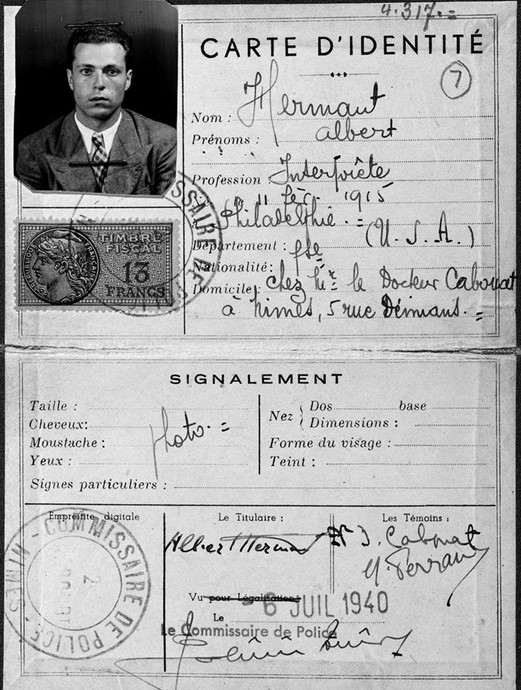 4.317.=
CARTE D'IDENTITÉ
7
Nom : Hermant
Prénoms : albert
Profession Interprète
11 fév. 1915
Philadelphie.= (U.S.A.)
Département :
Nationalité : fse
Domicile : chez Mr. le Docteur Cabouat
à Nîmes, 5 rue Démians.=
TIMBRE
FISCAL
13
FRANCS
COMMISSAIRE DE
SIGNALEMENT
Taille :
Cheveux:
Moustache :
Yeux :
photo.=
Signes particuliers :
Nez
Dos base
Dimensions :
Forme du visage :
Teint :
Empreinte digitale
Le Titulaire :
Les Témoins :
Albert Hermant
Dr J. Cabouat
Vu pour Légalisation
Le
6 JUIL 1940
Le Commissaire de Police
COMMISSAIRE DE POLICE - NIMES -
2